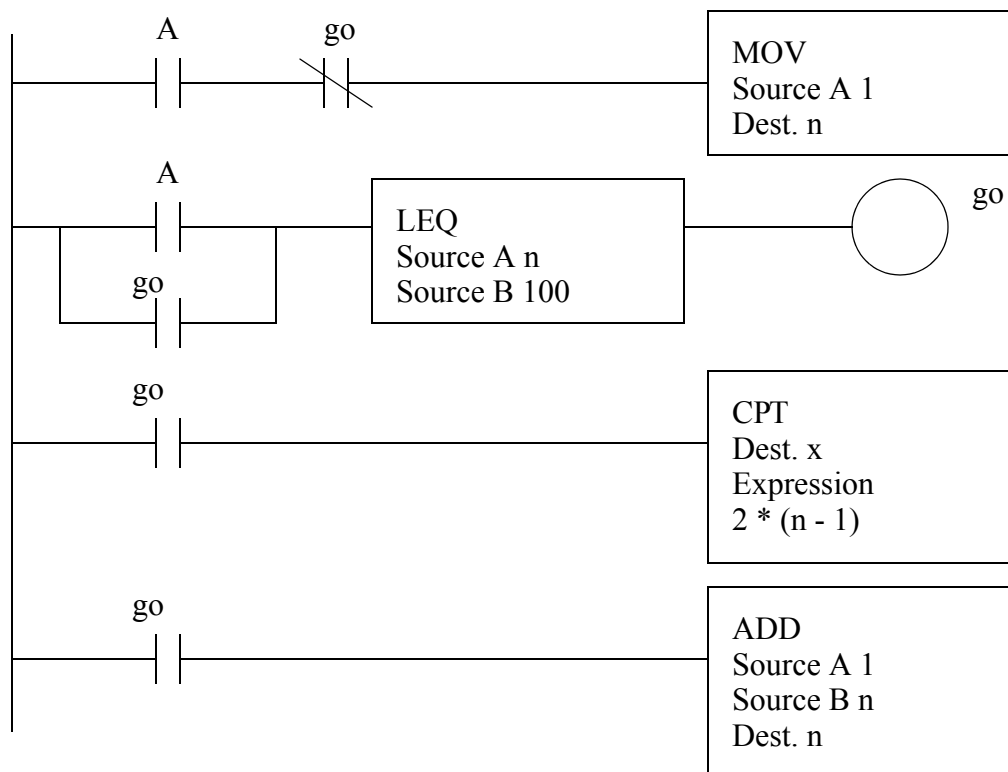 A
go
MOV
Source A 1
Dest. n
A
go
LEQ
Source A n
Source B 100
go
go
CPT
Dest. x
Expression
2 * (n - 1)
go
ADD
Source A 1
Source B n
Dest. n